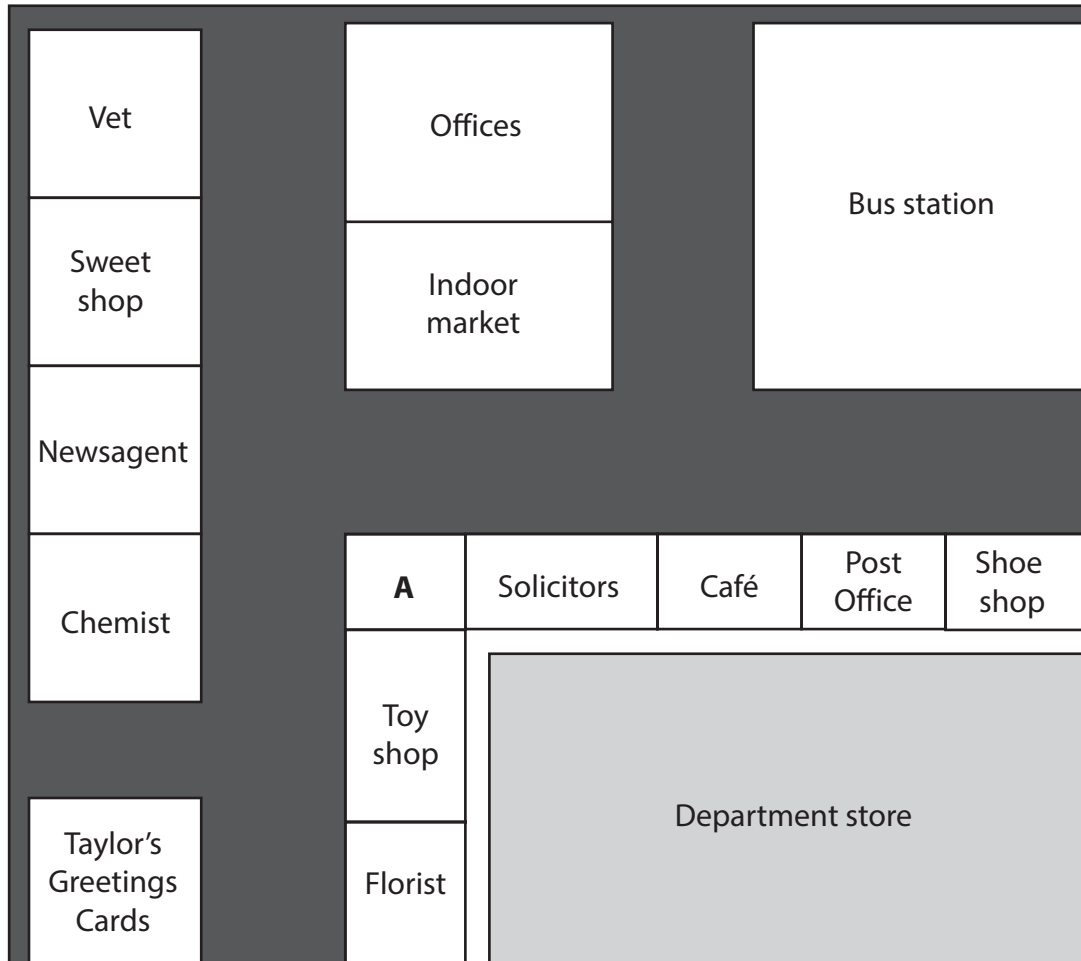 Vet
Offices
Bus station
Sweet
shop
Indoor
market
Newsagent
Chemist
A
Solicitors
Café
Post
Office
Shoe
shop
Toy
shop
Department store
Taylor's
Greetings
Cards
Florist